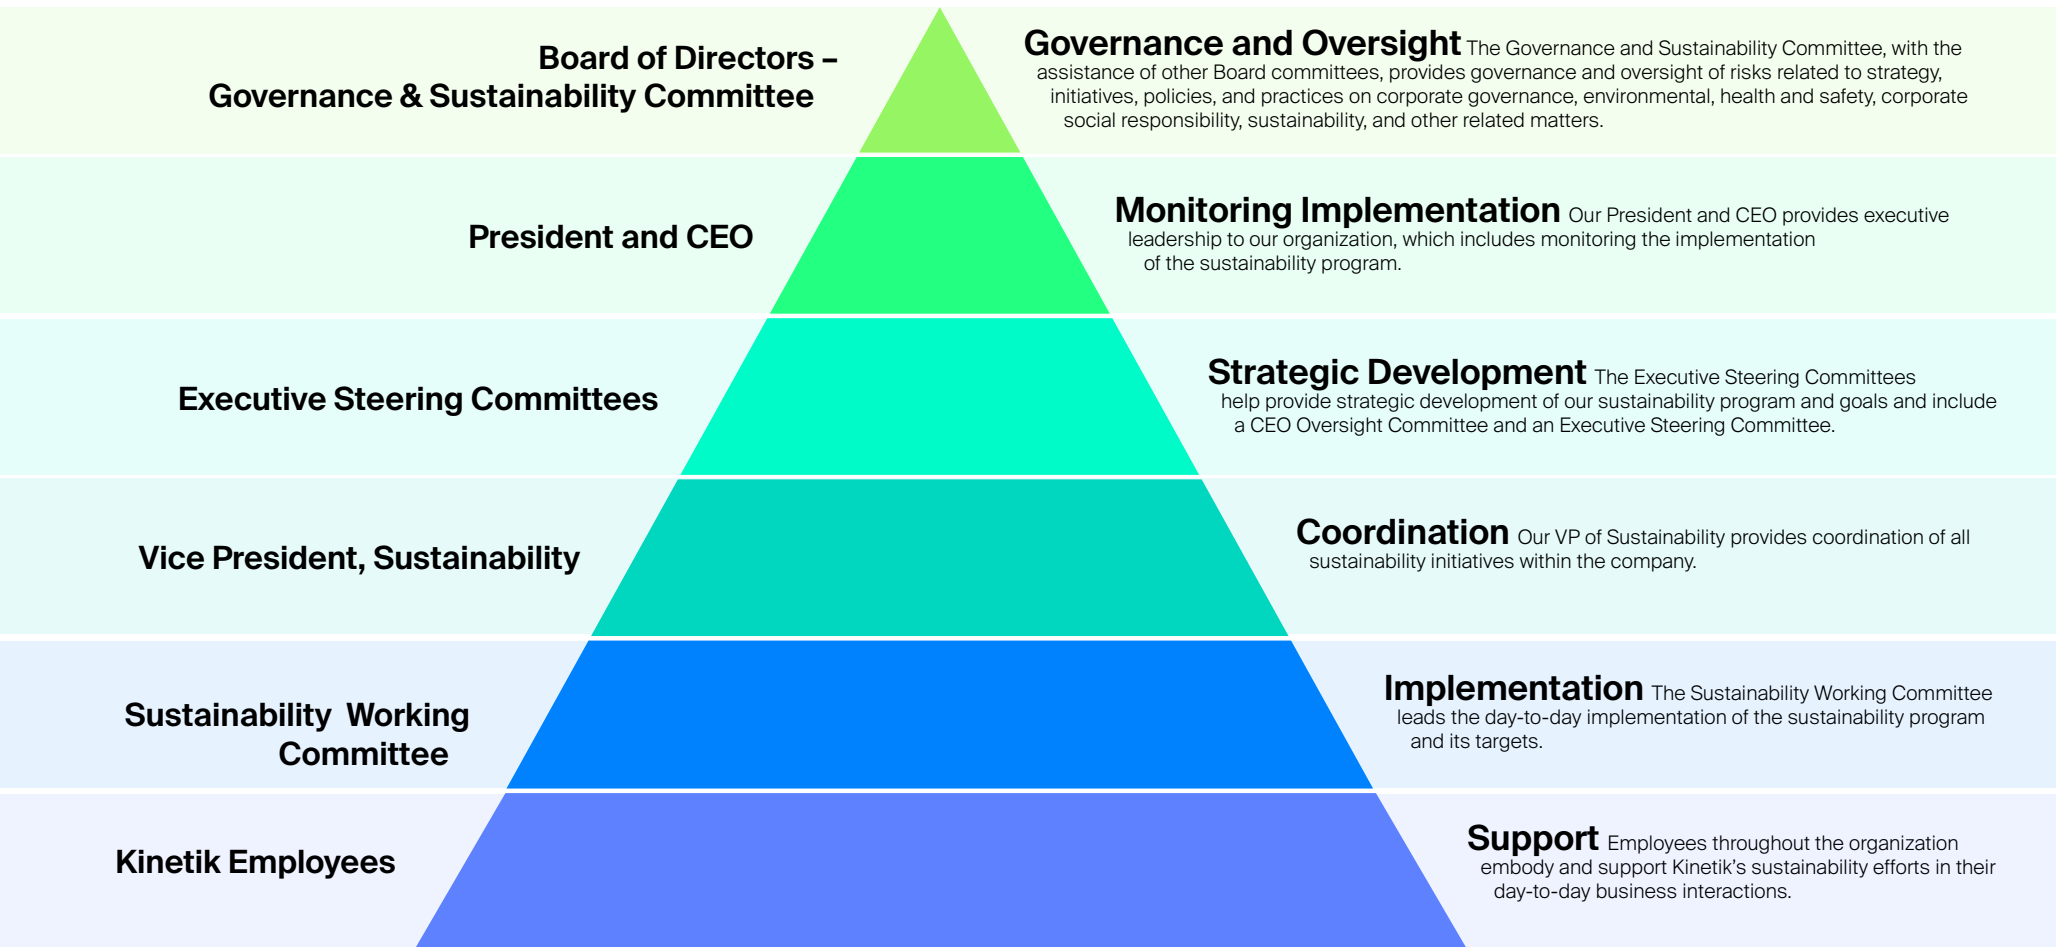 Board of Directors –
Governance & Sustainability Committee
Governance and Oversight The Governance and Sustainability Committee, with the
assistance of other Board committees, provides governance and oversight of risks related to strategy,
initiatives, policies, and practices on corporate governance, environmental, health and safety, corporate
social responsibility, sustainability, and other related matters.
President and CEO
Monitoring Implementation Our President and CEO provides executive
leadership to our organization, which includes monitoring the implementation
of the sustainability program.
Executive Steering Committees
Strategic Development The Executive Steering Committees
help provide strategic development of our sustainability program and goals and include
a CEO Oversight Committee and an Executive Steering Committee.
Vice President, Sustainability
Coordination Our VP of Sustainability provides coordination of all
sustainability initiatives within the company.
Sustainability Working
Committee
Implementation The Sustainability Working Committee
leads the day-to-day implementation of the sustainability program
and its targets.
Kinetik Employees
Support Employees throughout the organization
embody and support Kinetik’s sustainability efforts in their
day-to-day business interactions.